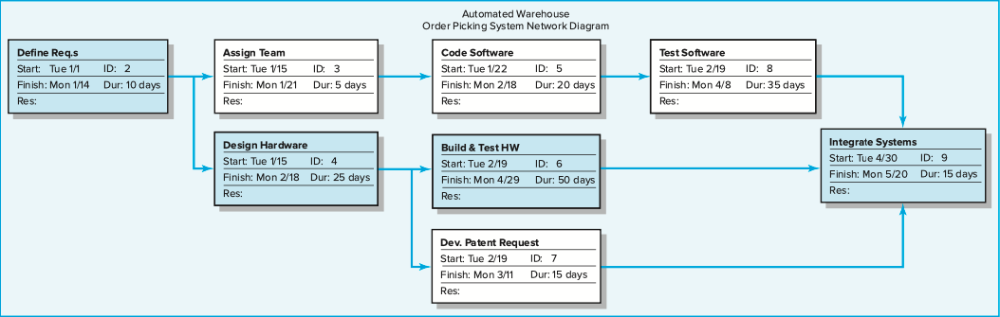 Automated Warehouse
Order Picking System Network Diagram
Define Req.s
Start: Tue 1/1 ID: 2
Finish: Mon 1/14 Dur: 10 days
Res:
Assign Team
Start: Tue 1/15 ID: 3
Finish: Mon 1/21 Dur: 5 days
Res:
Code Software
Start: Tue 1/22 ID: 5
Finish: Mon 2/18 Dur: 20 days
Res:
Test Software
Start: Tue 2/19 ID: 8
Finish: Mon 4/8 Dur: 35 days
Res:
Design Hardware
Start: Tue 1/15 ID: 4
Finish: Mon 2/18 Dur: 25 days
Res:
Build & Test HW
Start: Tue 2/19 ID: 6
Finish: Mon 4/29 Dur: 50 days
Res:
Integrate Systems
Start: Tue 4/30 ID: 9
Finish: Mon 5/20 Dur: 15 days
Res:
Dev. Patent Request
Start: Tue 2/19 ID: 7
Finish: Mon 3/11 Dur: 15 days
Res: